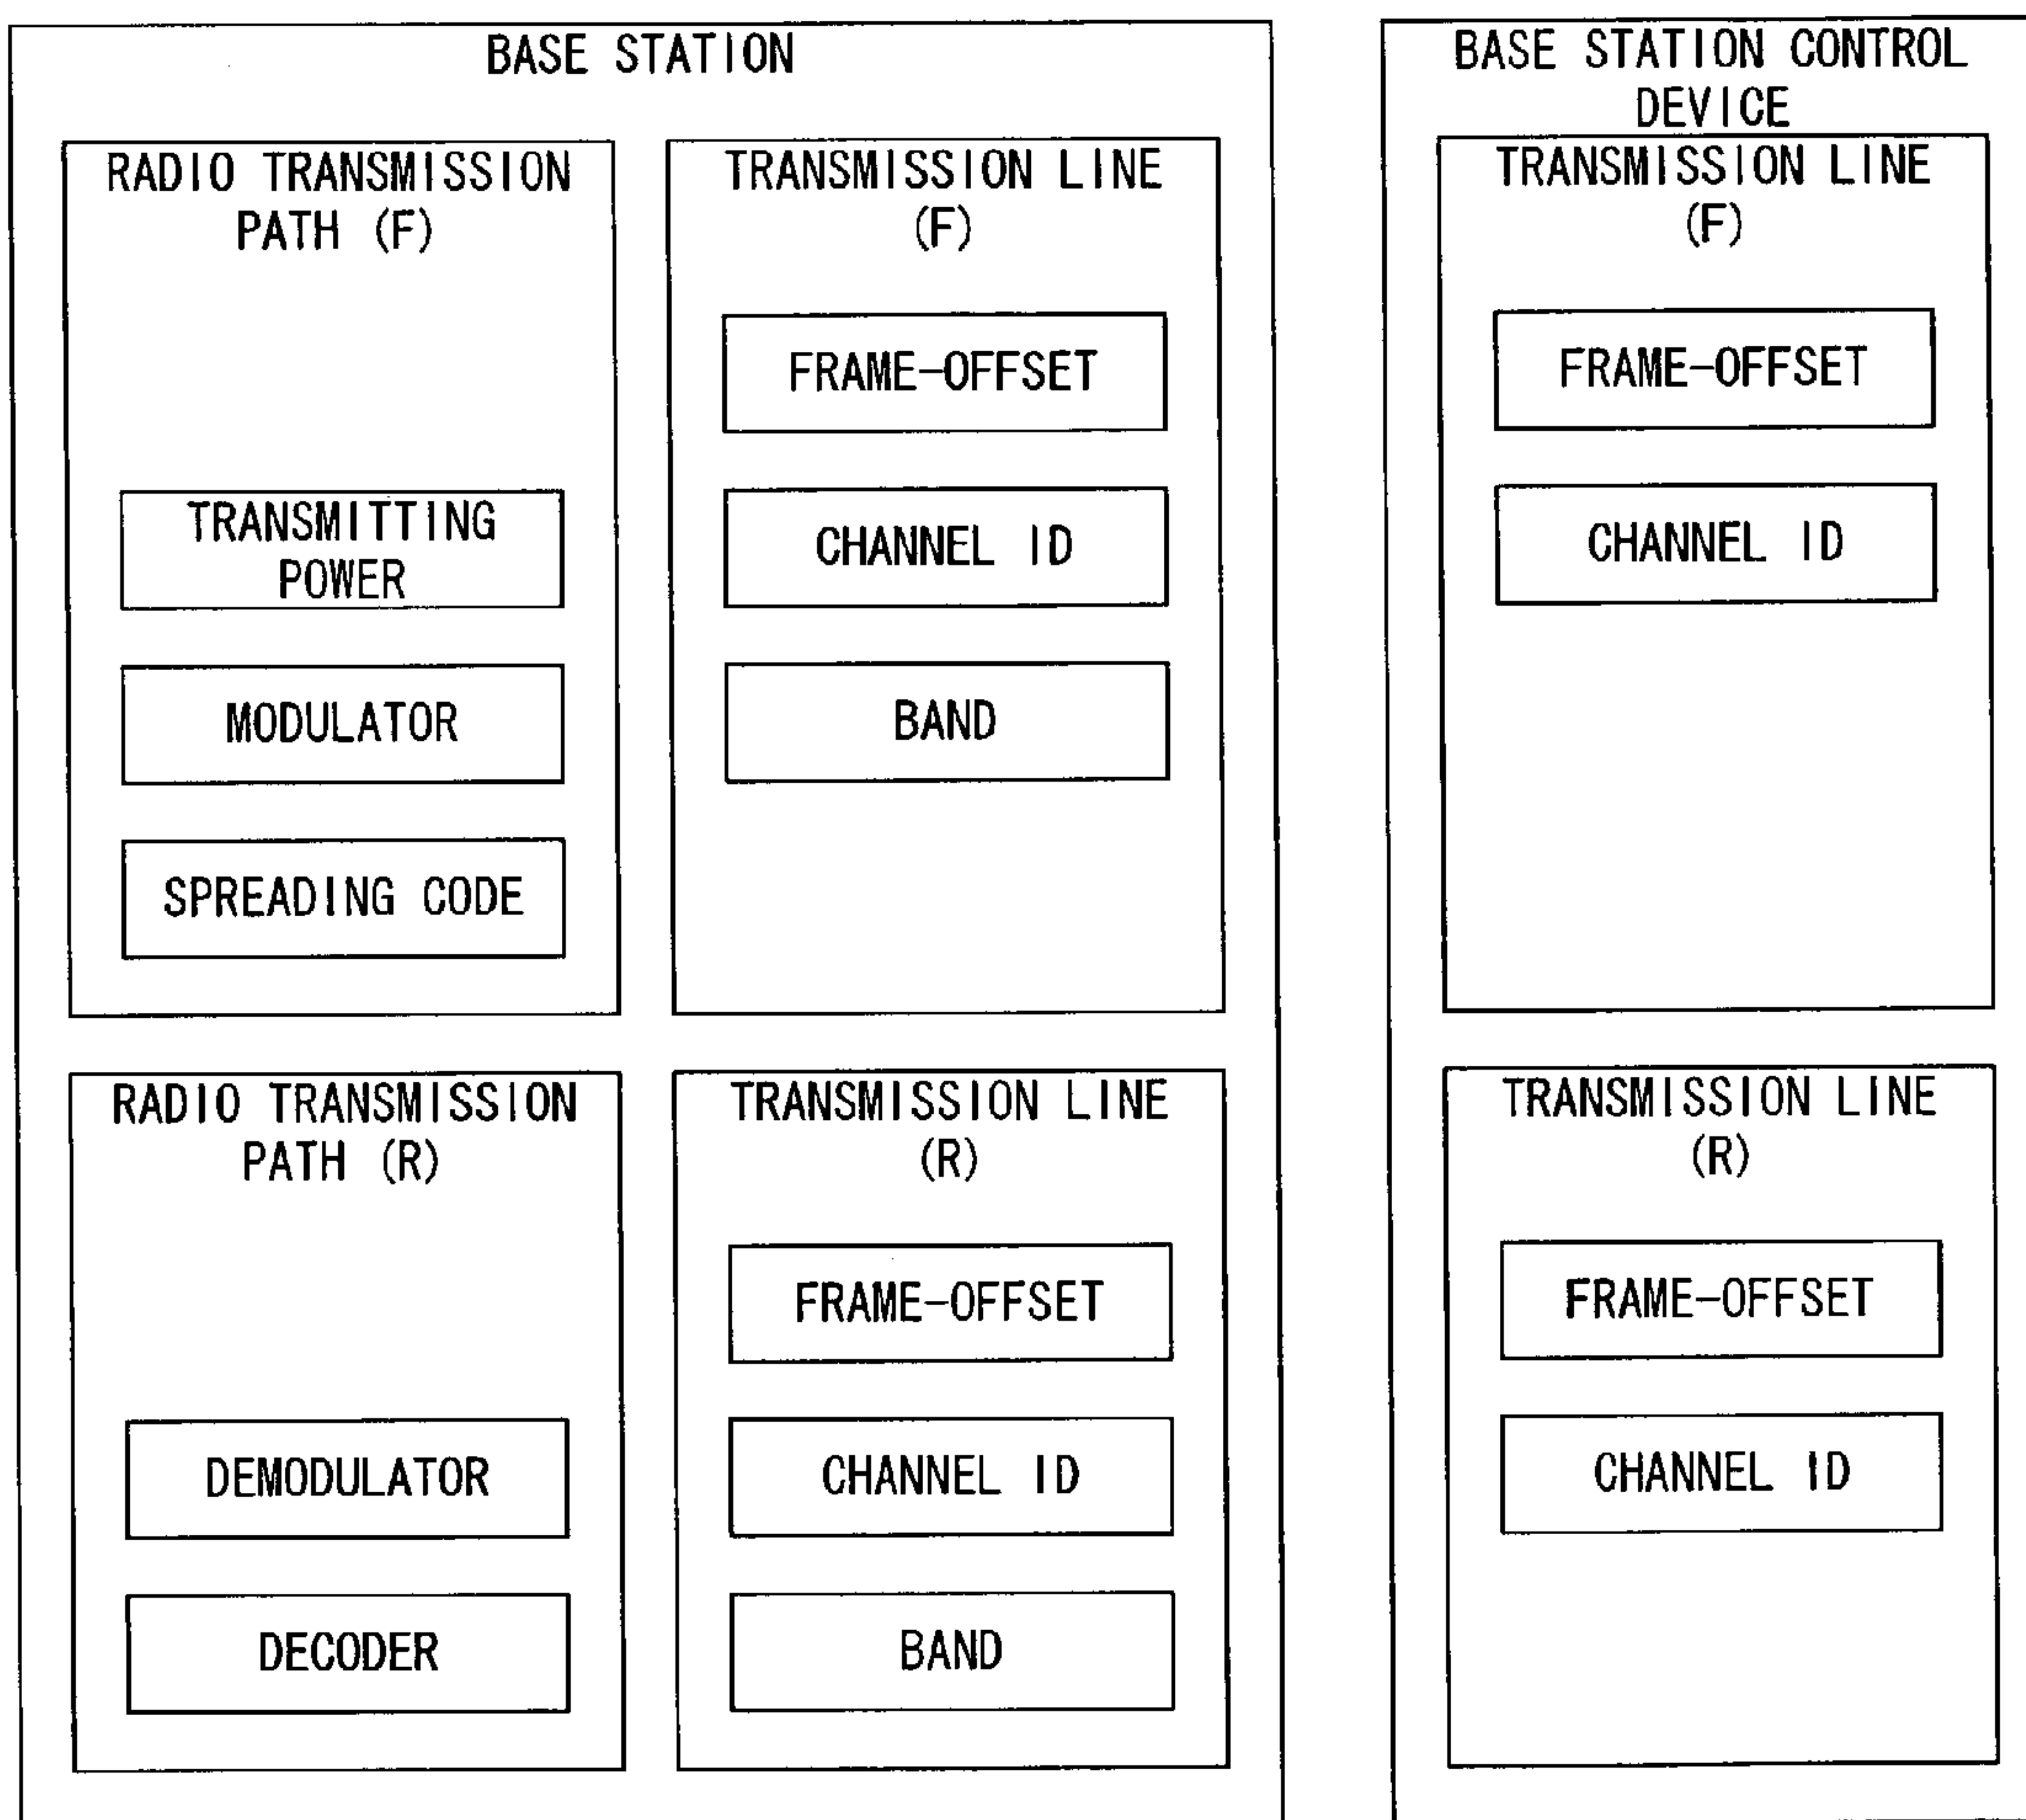 BASE STATION
RADIO TRANSMISSION
PATH (F)
TRANSMITTING
POWER
MODULATOR
SPREADING CODE
TRANSMISSION LINE
(F)
FRAME-OFFSET
CHANNEL ID
BAND
RADIO TRANSMISSION
PATH (R)
DEMODULATOR
DECODER
TRANSMISSION LINE
(R)
FRAME-OFFSET
CHANNEL ID
BAND
BASE STATION CONTROL
DEVICE
TRANSMISSION LINE
(F)
FRAME-OFFSET
CHANNEL ID
TRANSMISSION LINE
(R)
FRAME-OFFSET
CHANNEL ID